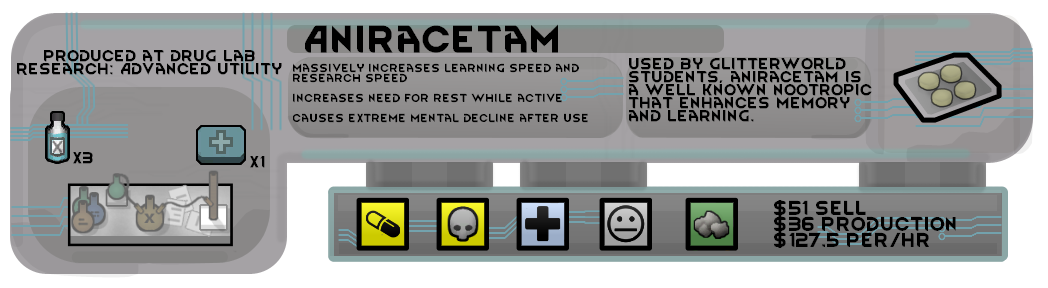 PRODUCED AT DRUG LAB
RESEARCH: ADVANCED UTILITY
X3
X1
X
X
ANIRACETAM
MASSIVELY INCREASES LEARNING SPEED AND
RESEARCH SPEED
INCREASES NEED FOR REST WHILE ACTIVE
CAUSES EXTREME MENTAL DECLINE AFTER USE
USED BY GLITTERWORLD
STUDENTS, ANIRACETAM IS
A WELL KNOWN NOOTROPIC
THAT ENHANCES MEMORY
AND LEARNING.
$51 SELL
$36 PRODUCTION
$127.5 PER/HR